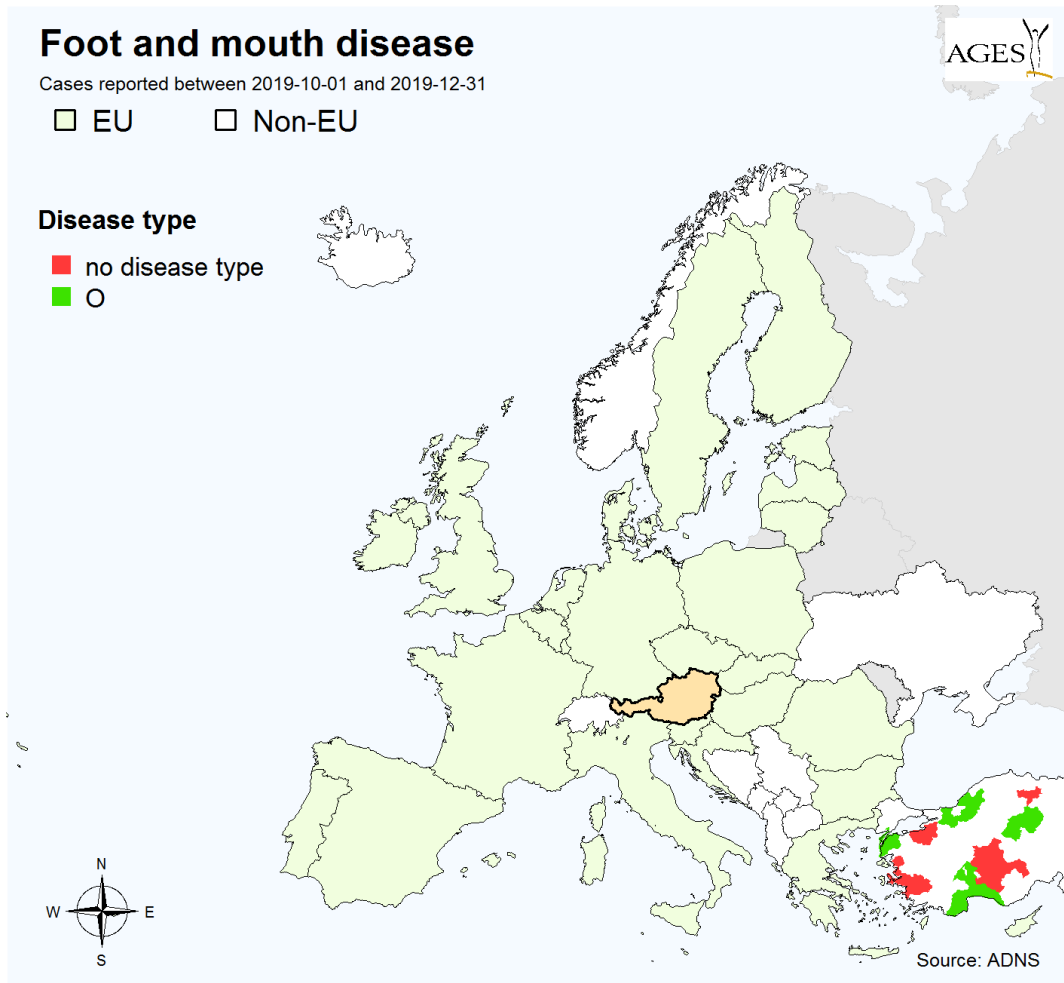 Foot and mouth disease
AGES
Cases reported between 2019-10-01 and 2019-12-31
EU
Non-EU
Disease type
no disease type
O
N
W
E
S
Source: ADNS